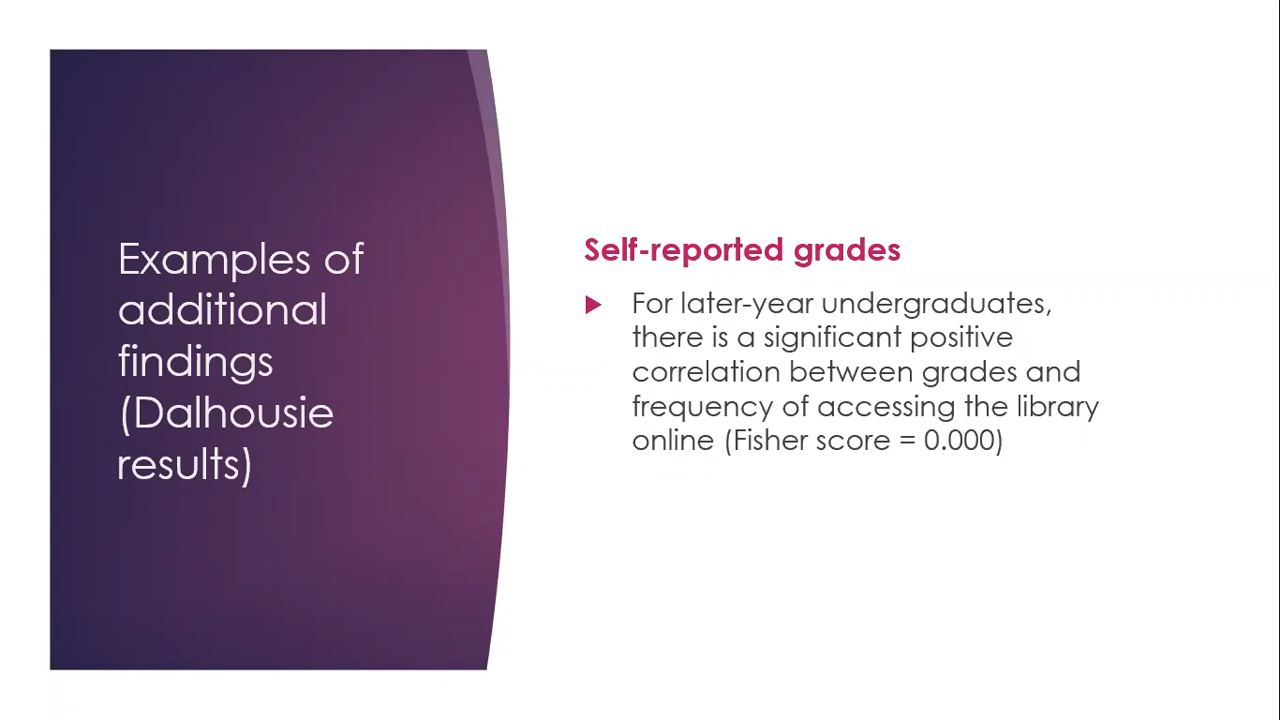 Examples of
additional
findings
(Dalhousie
results)
Self-reported grades
For later-year undergraduates,
there is a significant positive
correlation between grades and
frequency of accessing the library
online (Fisher score = 0.000)